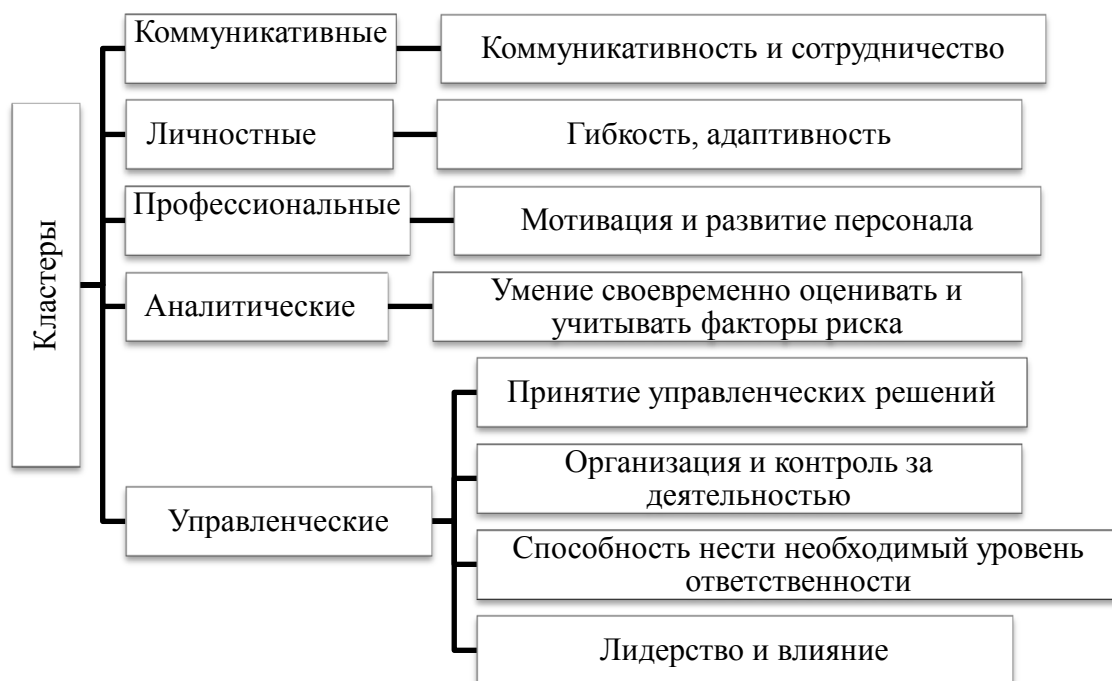 Кластеры
Коммуникативные
Коммуникативность и сотрудничество
Личностные
Гибкость, адаптивность
Профессиональные
Мотивация и развитие персонала
Аналитические
Умение своевременно оценивать и
учитывать факторы риска
Управленческие
Принятие управленческих решений
Организация и контроль за
деятельностью
Способность нести необходимый уровень
ответственности
Лидерство и влияние